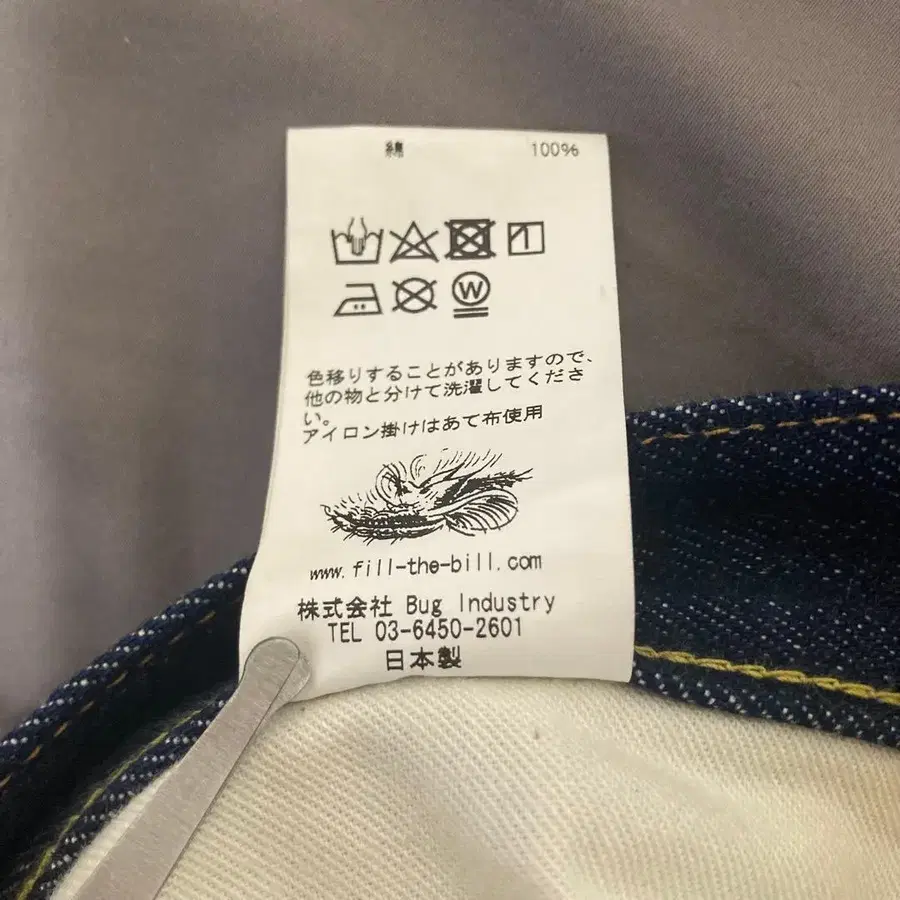 綿 100%
W
色移りすることがありますので、
他の物と分けて洗濯してくださ
い。
アイロン掛けはあて布使用
www.fill-the-bill.com
株式会社 Bug Industry
TEL 03-6450-2601
日本製